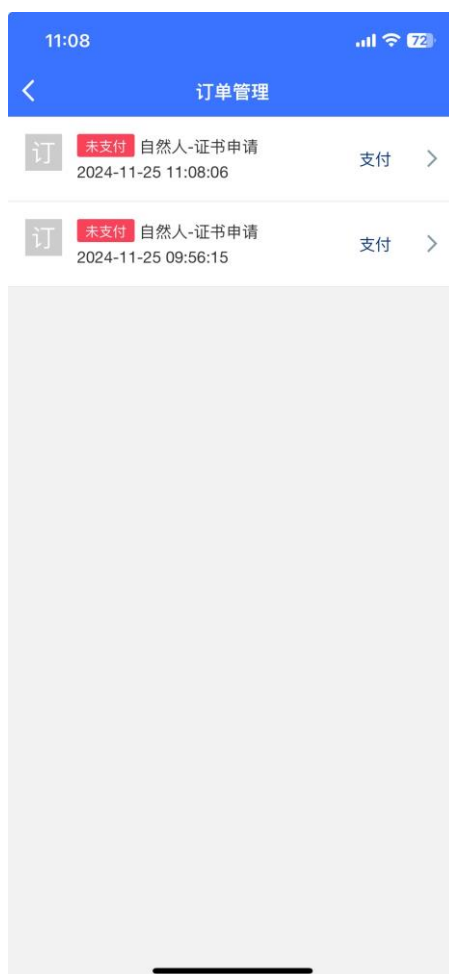 11:08
72
订单管理
订
未支付 自然人-证书申请
2024-11-25 11:08:06
支付
订
未支付 自然人-证书申请
2024-11-25 09:56:15
支付